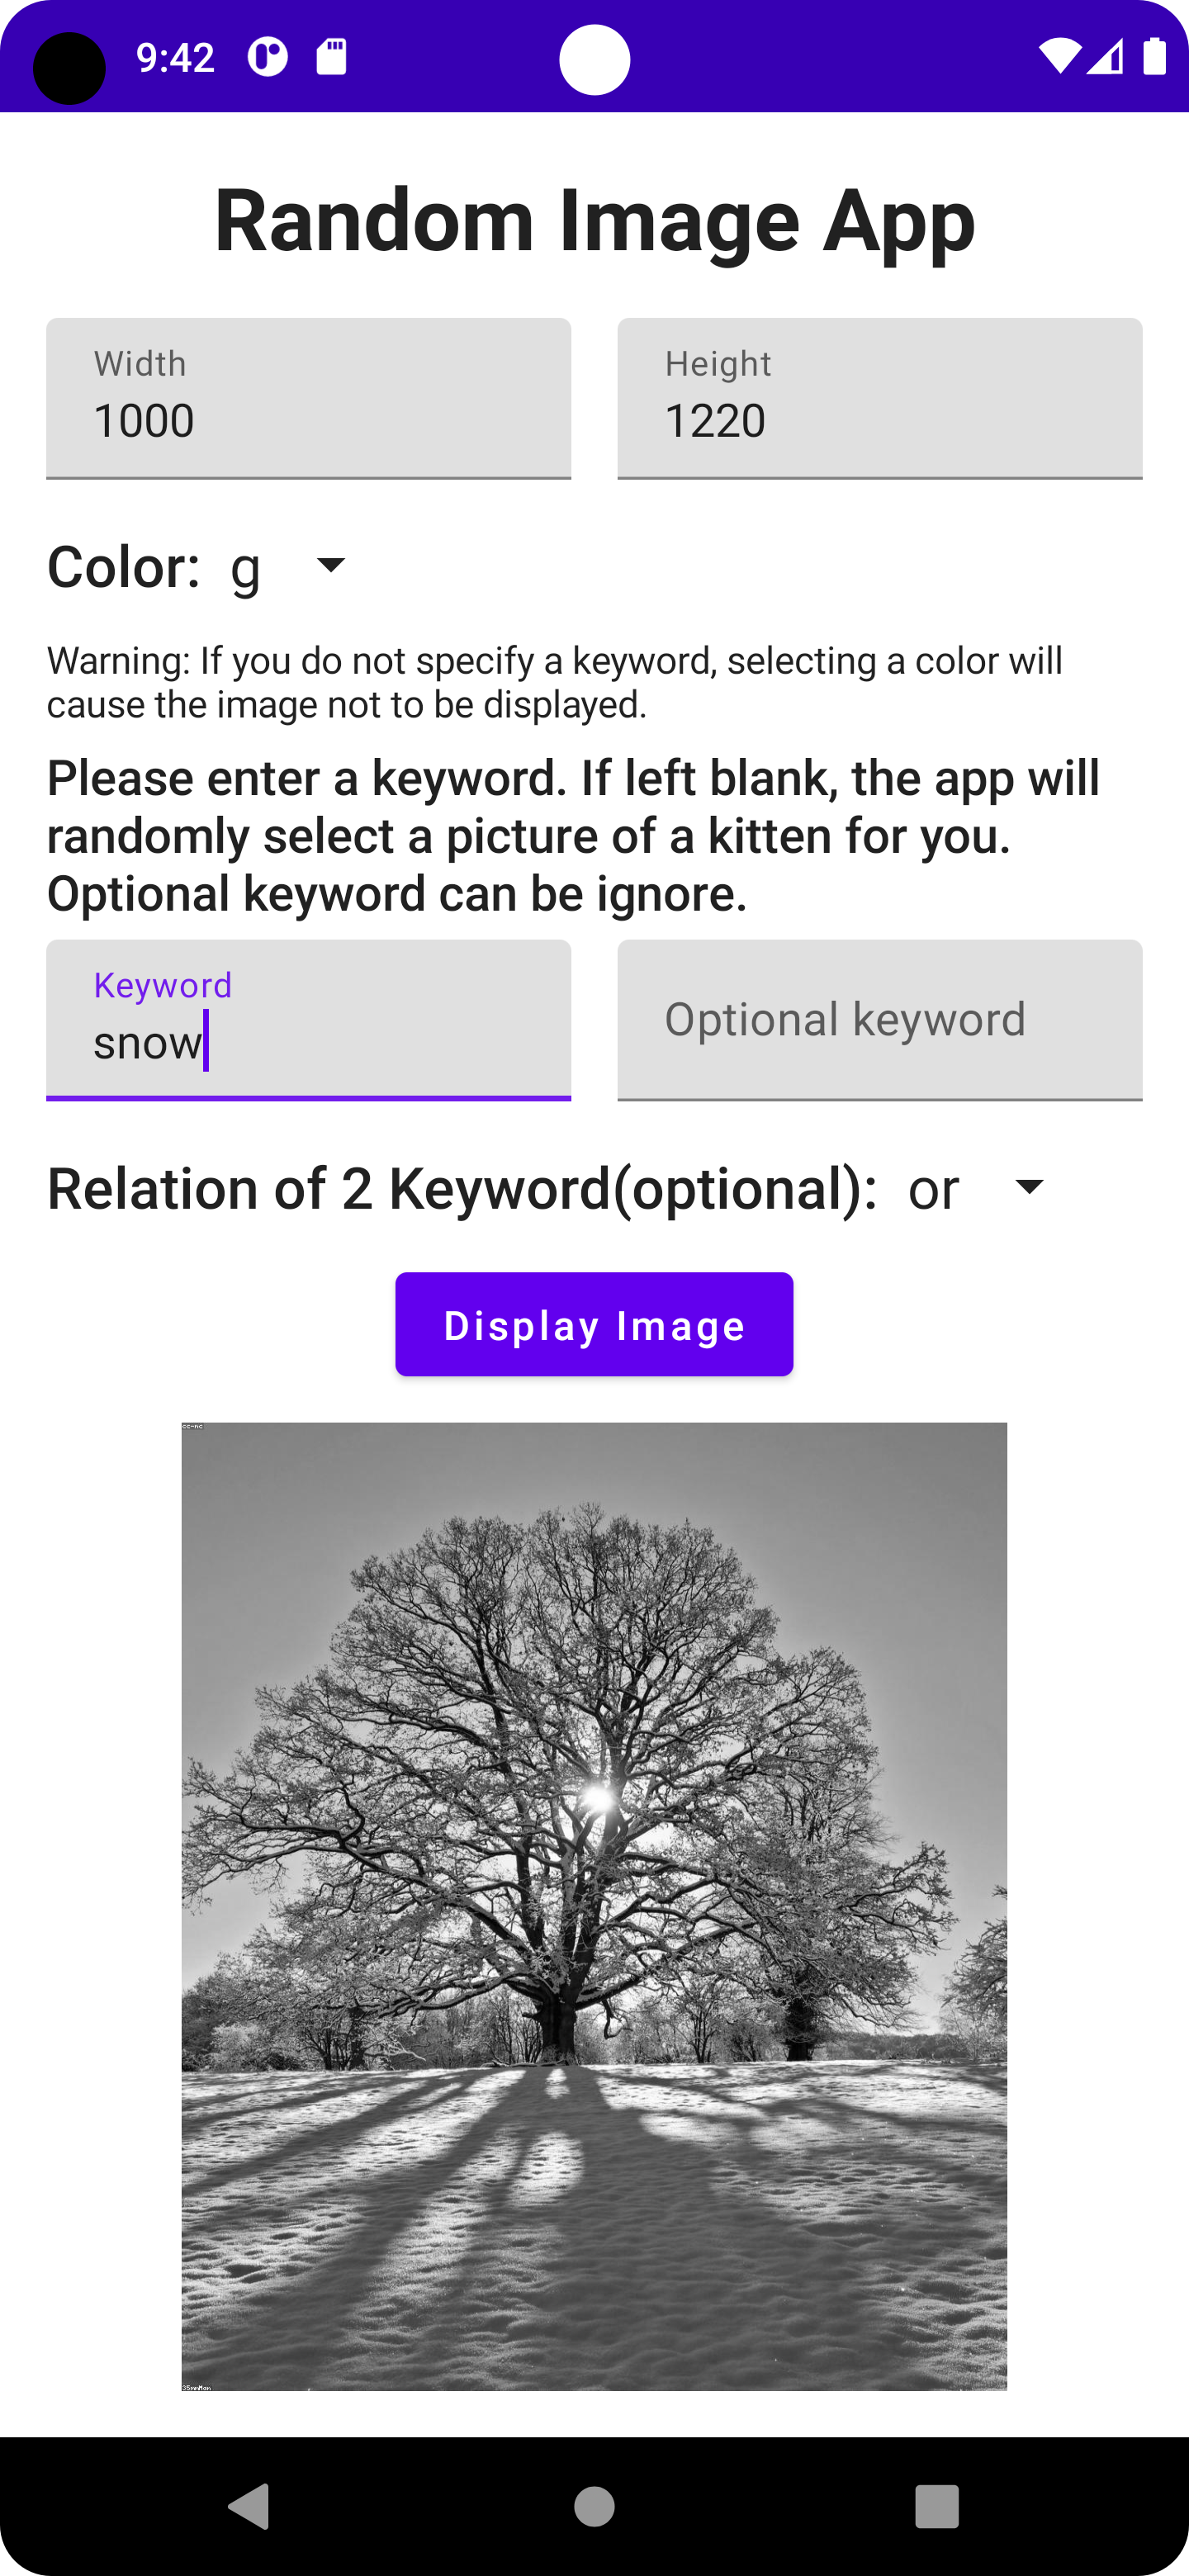 9:42
Random Image App
Width
Height
1000
1220
Color: g
Warning: If you do not specify a keyword, selecting a color will
cause the image not to be displayed.
Please enter a keyword. If left blank, the app will
randomly select a picture of a kitten for you.
Optional keyword can be ignore.
Keyword
snow
Optional keyword
Relation of 2 Keyword(optional): or
Display Image
cc-nc
35mmMan